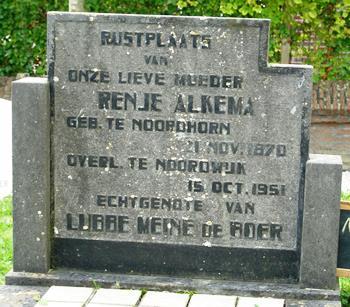 RUSTPLAATS
VAN
ONZE LIEVE MOEDER
RENJE ALKEMA
GEB. TE NOORDHORN
21 NOV. 1870
OVERL. TE NOORDWIJK
15 OCT. 1951
ECHTGENOTE VAN
LUBBE MEINE DE BOER